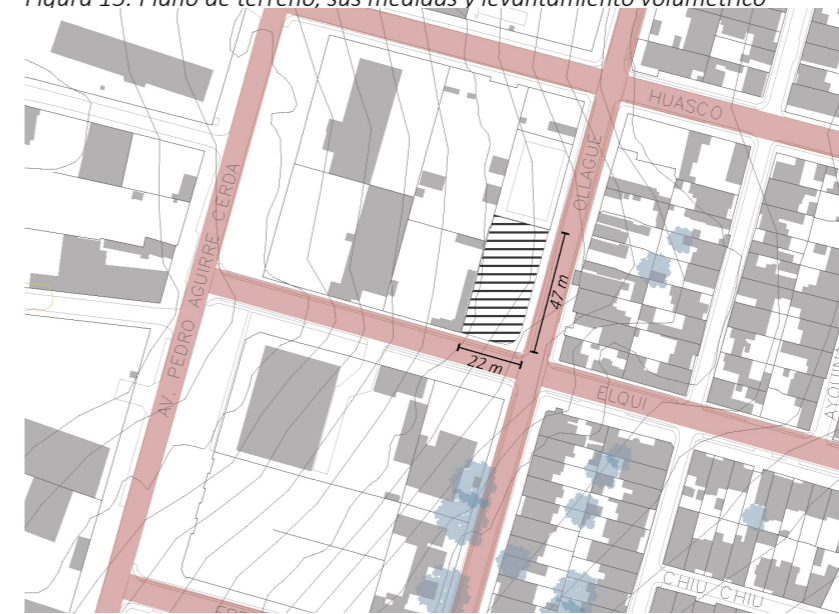 Figura 15. Plano de terreno, sus medidas y levantamiento volumétrico
HUASCO
OLLAGUE
AV. PEDRO AGUIRRE CERDA
47 m
22 m
ELQUI
CHIU CHIU